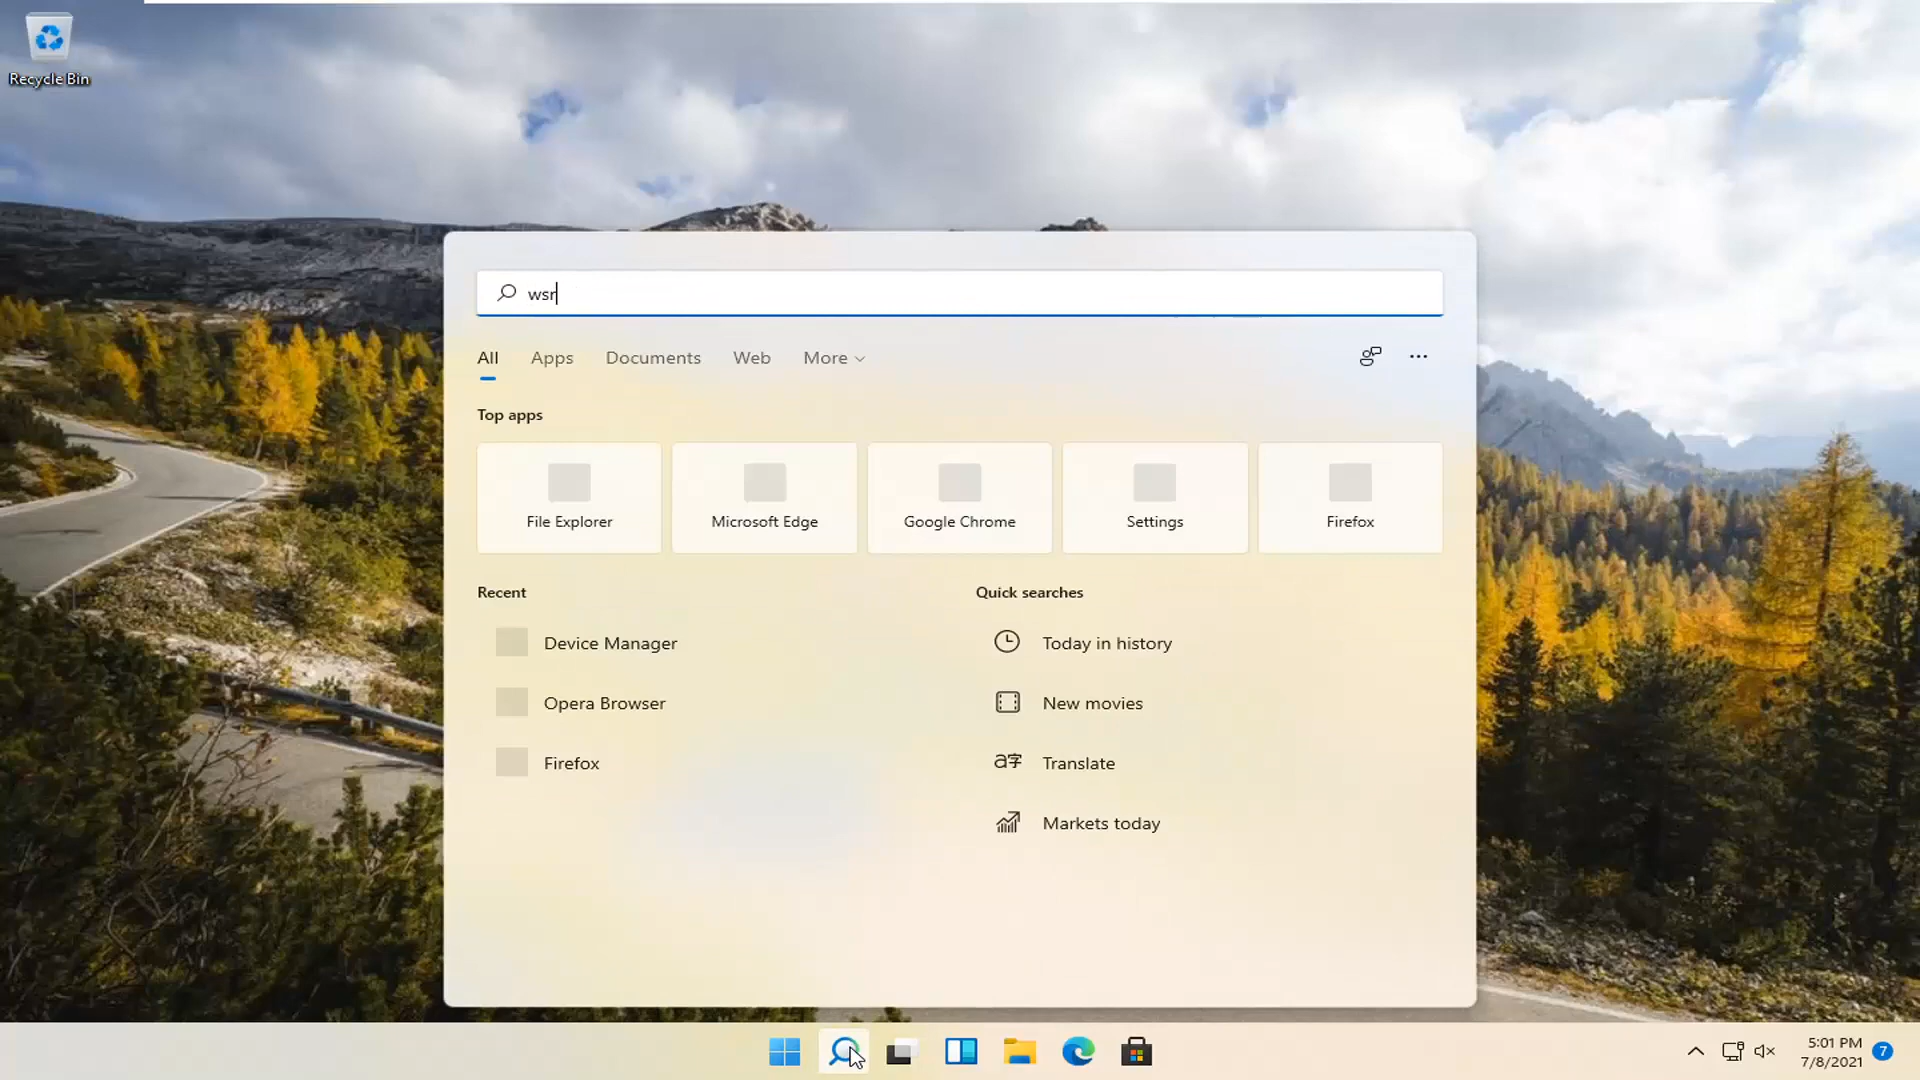 Recycle Bin
wsr
All Apps Documents Web More
Top apps
File Explorer Microsoft Edge Google Chrome Settings Firefox
Recent Quick searches
Device Manager Today in history
Opera Browser New movies
Firefox a字 Translate
Markets today
5:01 PM
7/8/2021 7